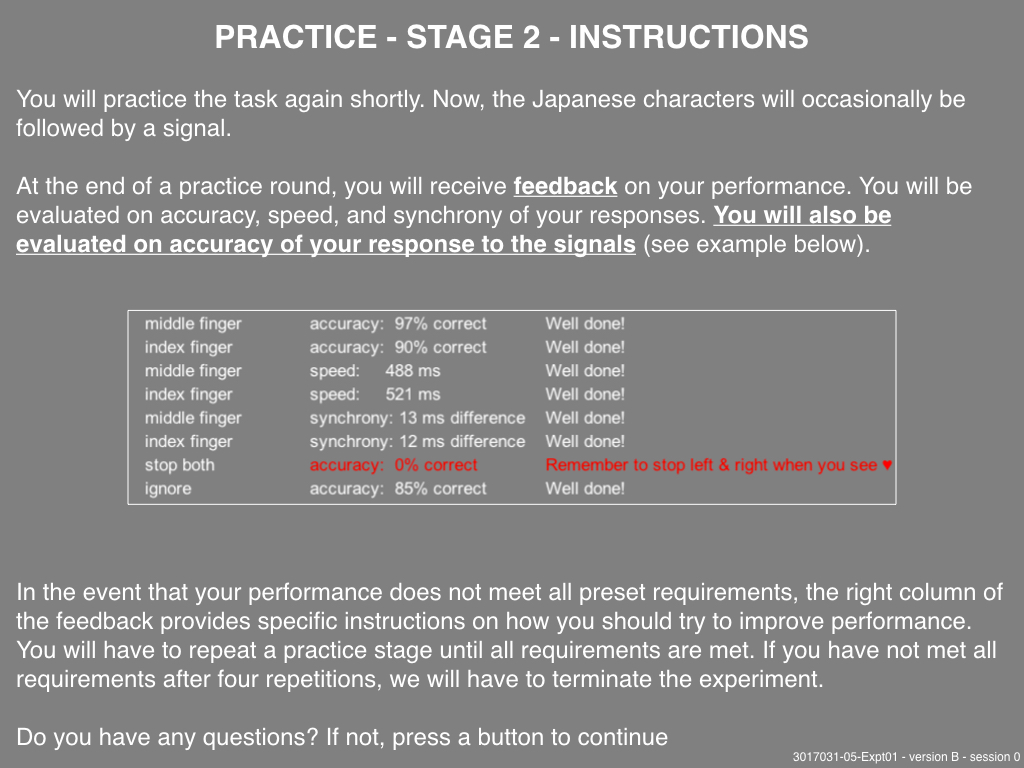 PRACTICE - STAGE 2 - INSTRUCTIONS
You will practice the task again shortly. Now, the Japanese characters will occasionally be
followed by a signal.
At the end of a practice round, you will receive feedback on your performance. You will be
evaluated on accuracy, speed, and synchrony of your responses. You will also be
evaluated on accuracy of your response to the signals (see example below).
middle finger accuracy: 97% correct Well done!
index finger accuracy: 90% correct Well done!
middle finger speed: 488 ms Well done!
index finger speed: 521 ms Well done!
middle finger synchrony: 13 ms difference Well done!
index finger synchrony: 12 ms difference Well done!
stop both accuracy: 0% correct Remember to stop left & right when you see ♥
ignore accuracy: 85% correct Well done!
In the event that your performance does not meet all preset requirements, the right column of
the feedback provides specific instructions on how you should try to improve performance.
You will have to repeat a practice stage until all requirements are met. If you have not met all
requirements after four repetitions, we will have to terminate the experiment.
Do you have any questions? If not, press a button to continue
3017031-05-Expt01 - version B - session 0